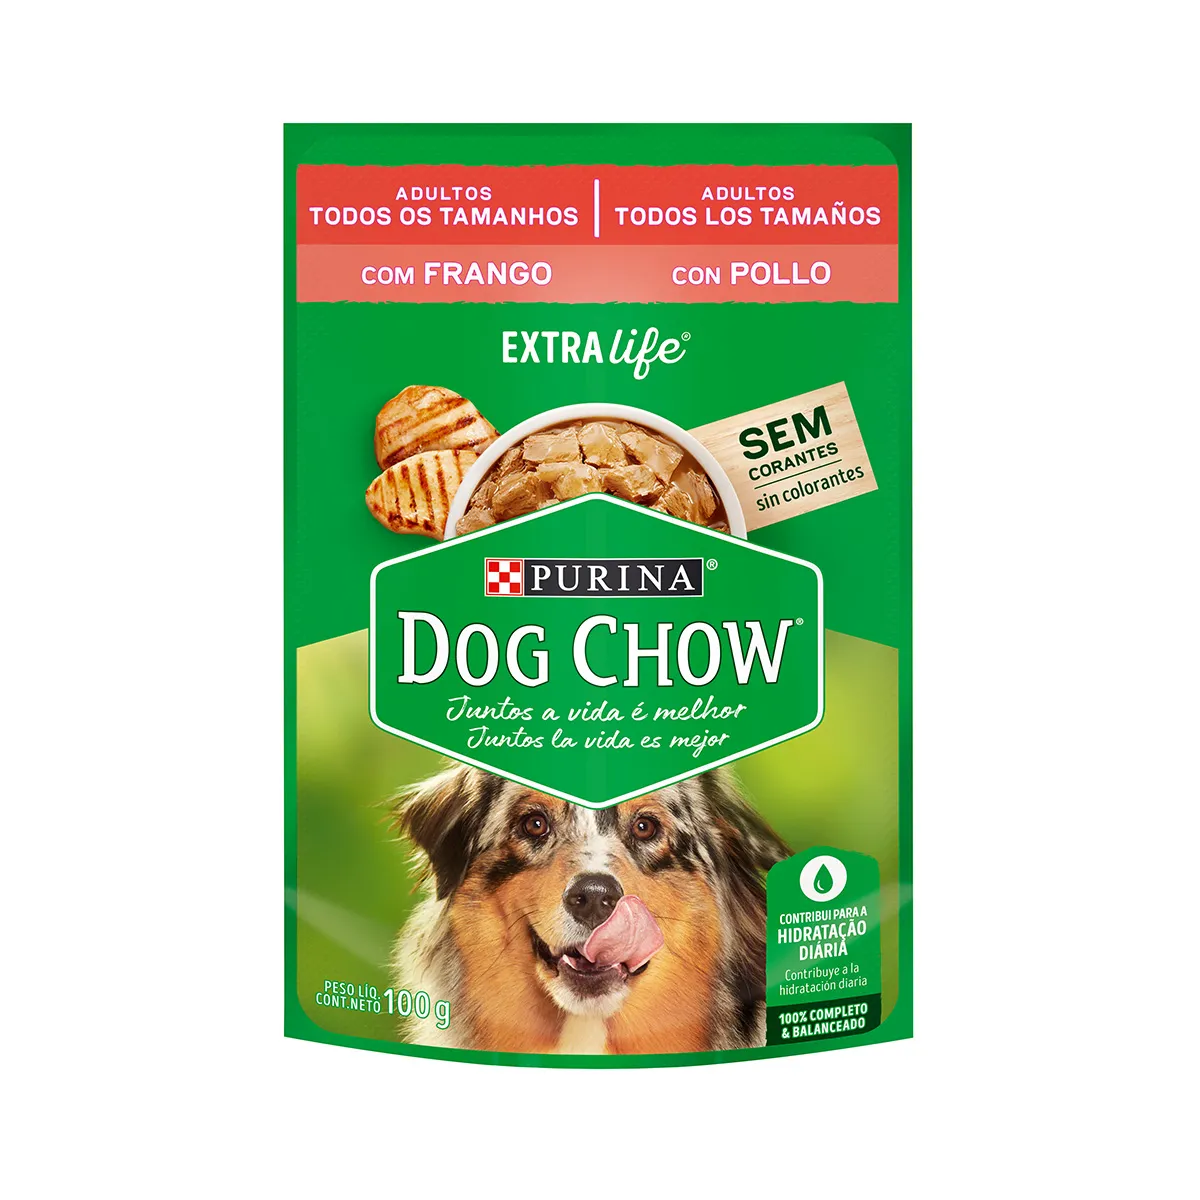 ADULTOS
TODOS OS TAMANHOS
ADULTOS
TODOS LOS TAMAÑOS
COM FRANGO
CON POLLO
EXTRA life®
SEM
CORANTES
sin colorantes
PURINA®
DOG CHOW®
Juntos a vida é melhor
Juntos la vida es mejor
CONTRIBUI PARA A
HIDRATAÇÃO
DIÁRIA
Contribuye a la
hidratación diaria
100% COMPLETO
& BALANCEADO
PESO LÍQ.
CONT.NETO 100g